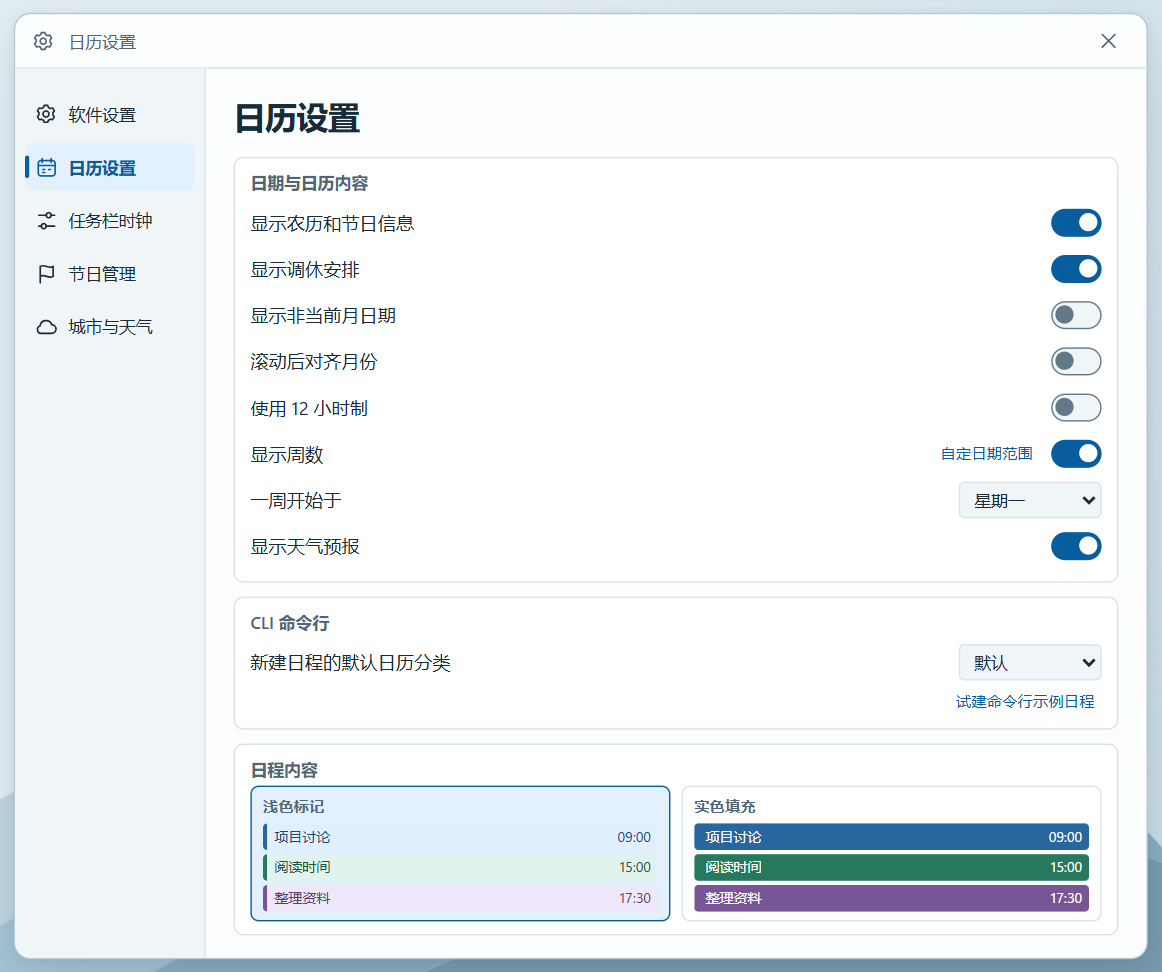 日历设置
软件设置
日历设置
任务栏时钟
节日管理
城市与天气
日历设置
日期与日历内容
显示农历和节日信息
显示调休安排
显示非当前月日期
滚动后对齐月份
使用 12 小时制
显示周数 自定日期范围
一周开始于 星期一
显示天气预报
CLI 命令行
新建日程的默认日历分类 默认
试建命令行示例日程
日程内容
浅色标记
项目讨论 09:00
阅读时间 15:00
整理资料 17:30
实色填充
项目讨论 09:00
阅读时间 15:00
整理资料 17:30